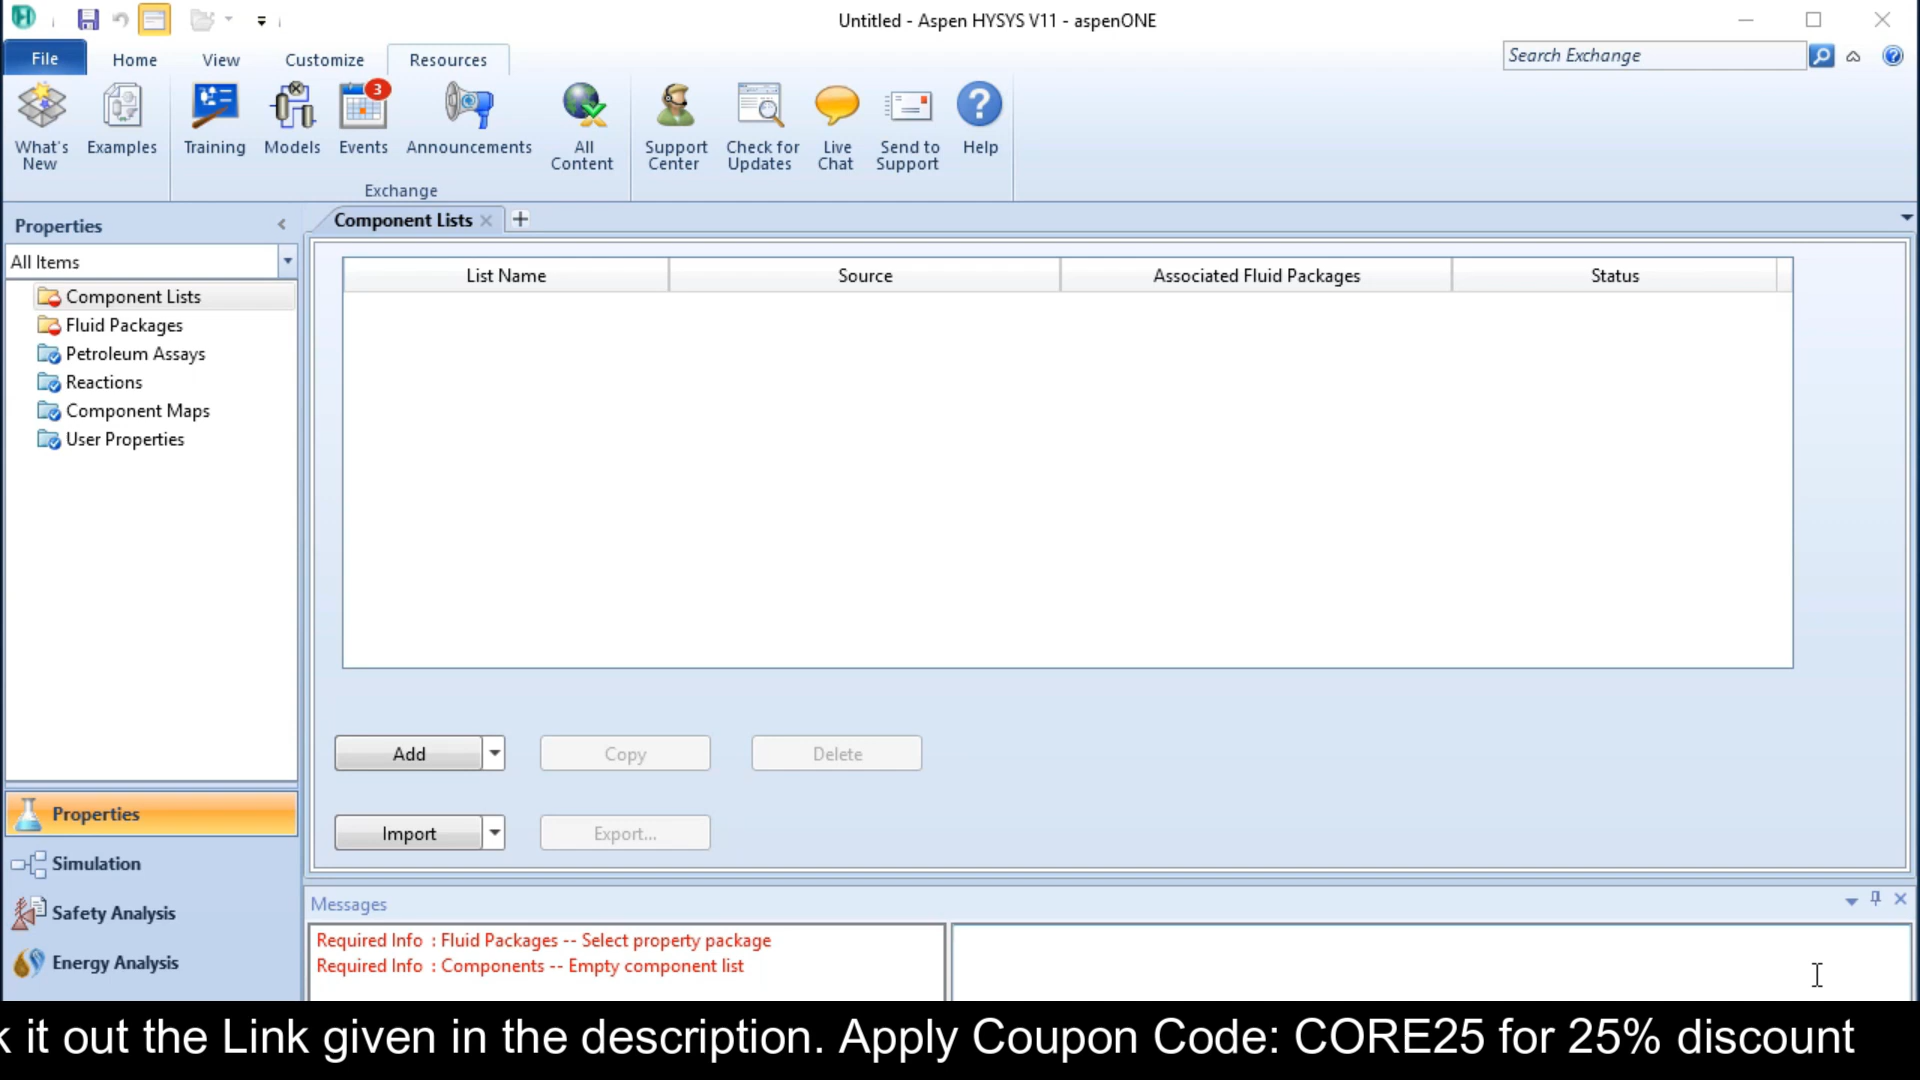 Untitled - Aspen HYSYS V11 - aspenONE
File Home View Customize Resources
Search Exchange
3
What's New
Examples
Training
Models
Events
Announcements
All Content
Support Center
Check for Updates
Live Chat
Send to Support
Help
Exchange
Properties
Component Lists
All Items
List Name Source Associated Fluid Packages Status
Component Lists
Fluid Packages
Petroleum Assays
Reactions
Component Maps
User Properties
Add Copy Delete
Import Export...
Properties
Simulation
Safety Analysis
Energy Analysis
Messages
Required Info : Fluid Packages -- Select property package
Required Info : Components -- Empty component list
k it out the Link given in the description. Apply Coupon Code: CORE25 for 25% discount